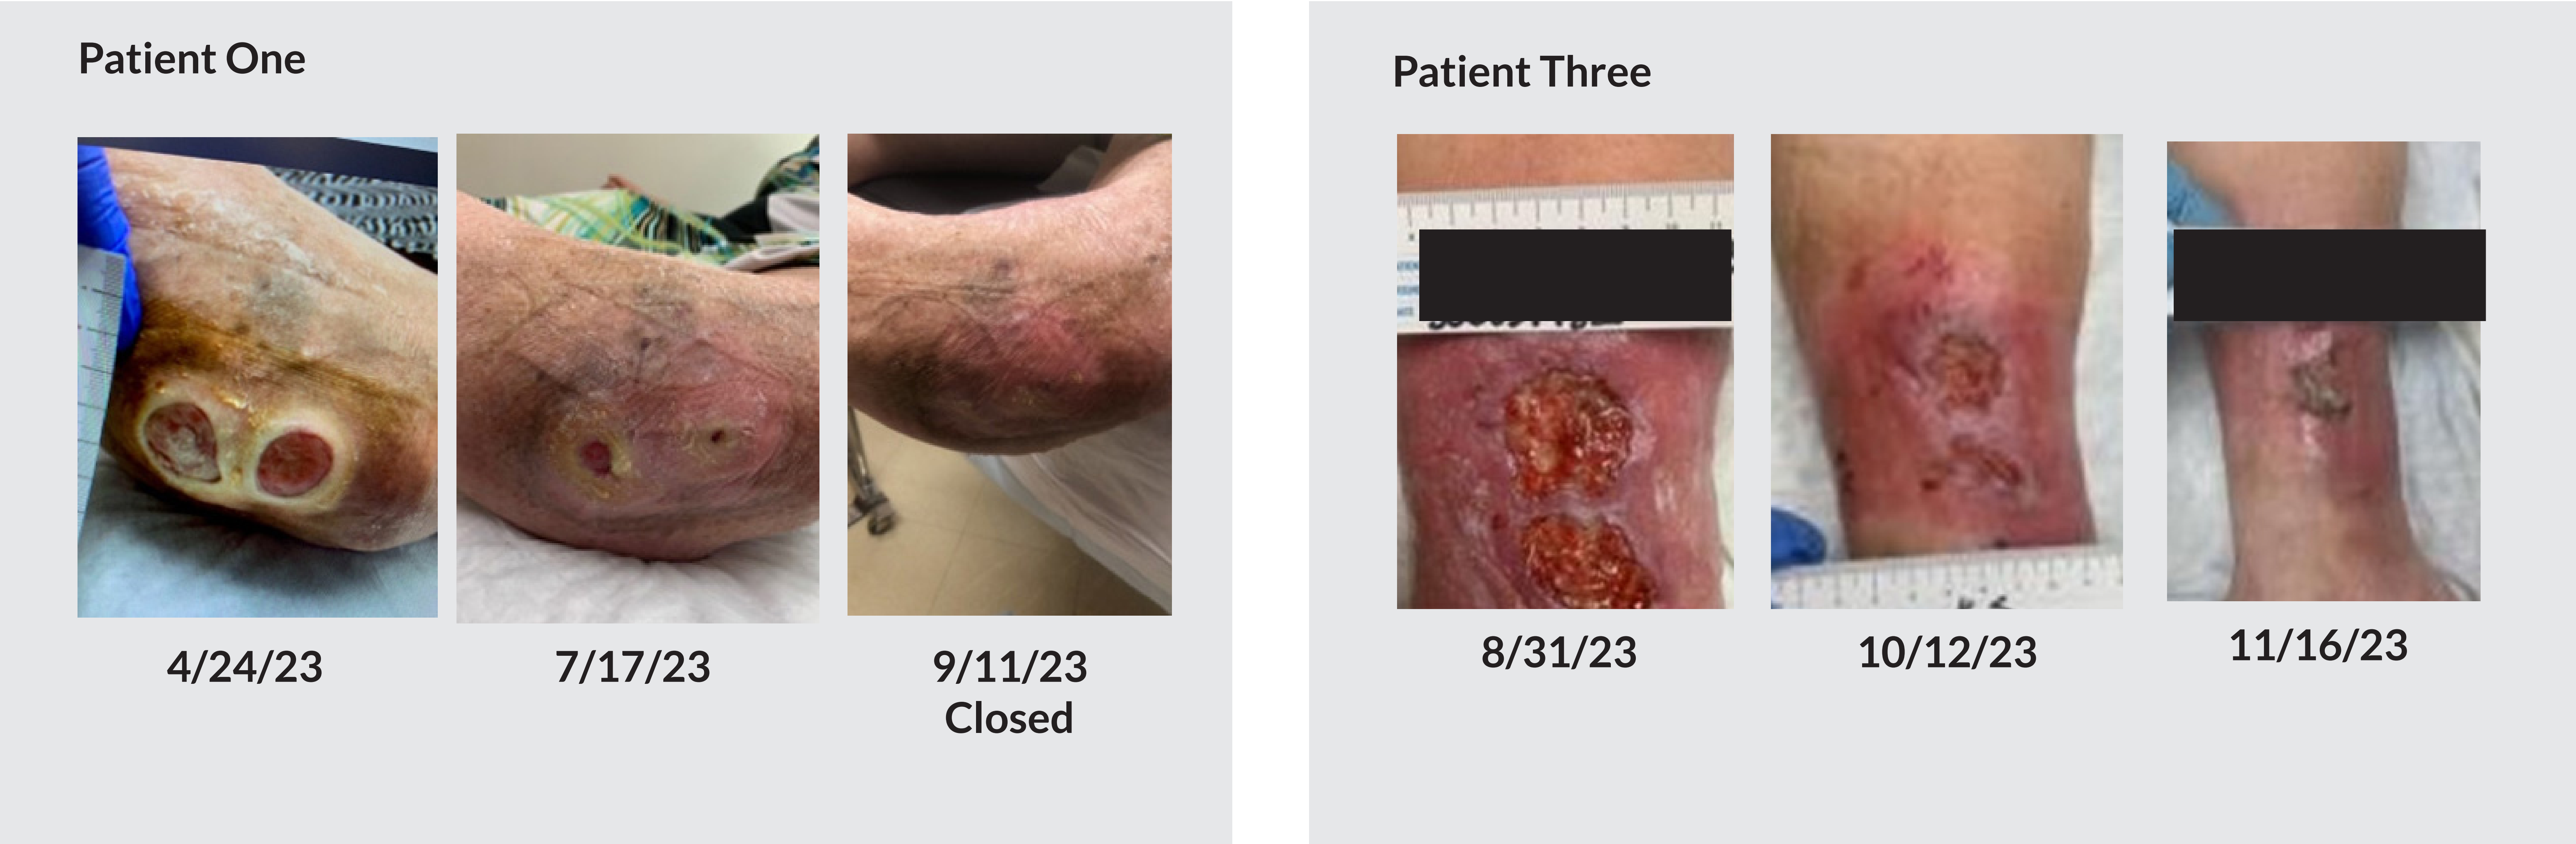 Patient One
4/24/23
7/17/23
9/11/23
Closed
Patient Three
8/31/23
10/12/23
11/16/23